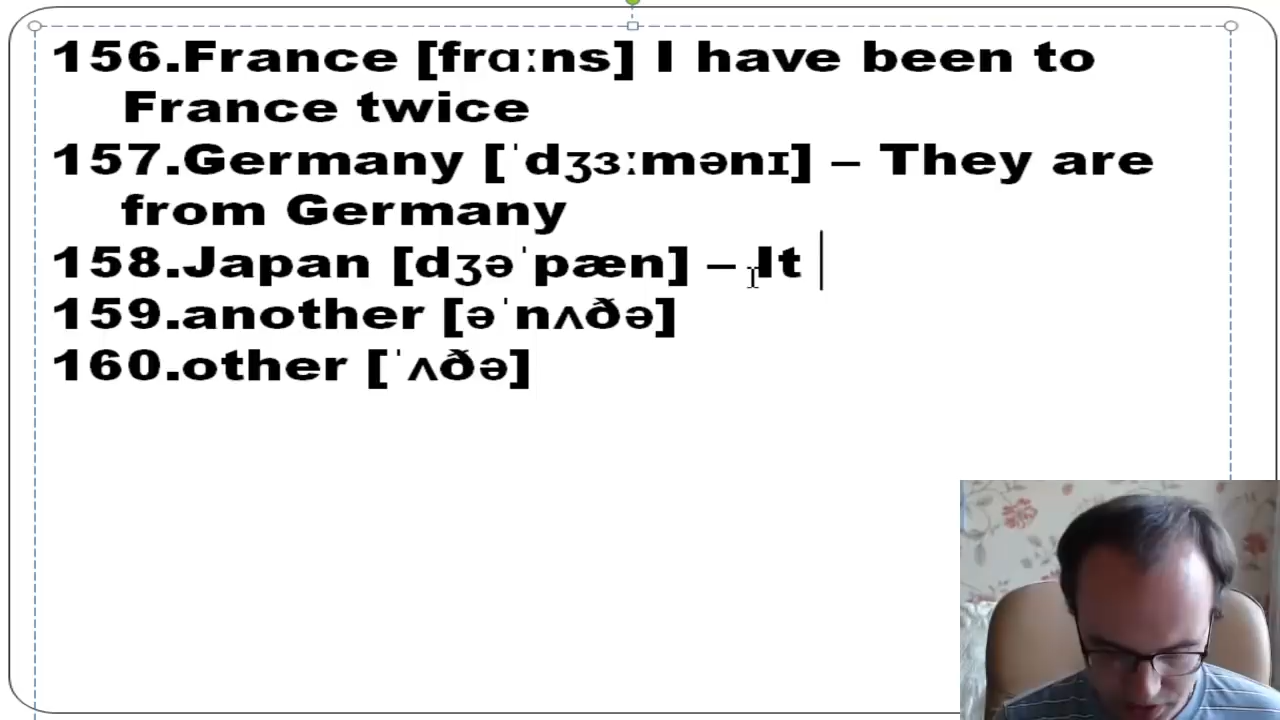 156.France [frɑːns] I have been to
France twice
157.Germany [ˈdʒɜːmənɪ] – They are
from Germany
158.Japan [dʒəˈpæn] – It
159.another [əˈnʌðə]
160.other [ˈʌðə]